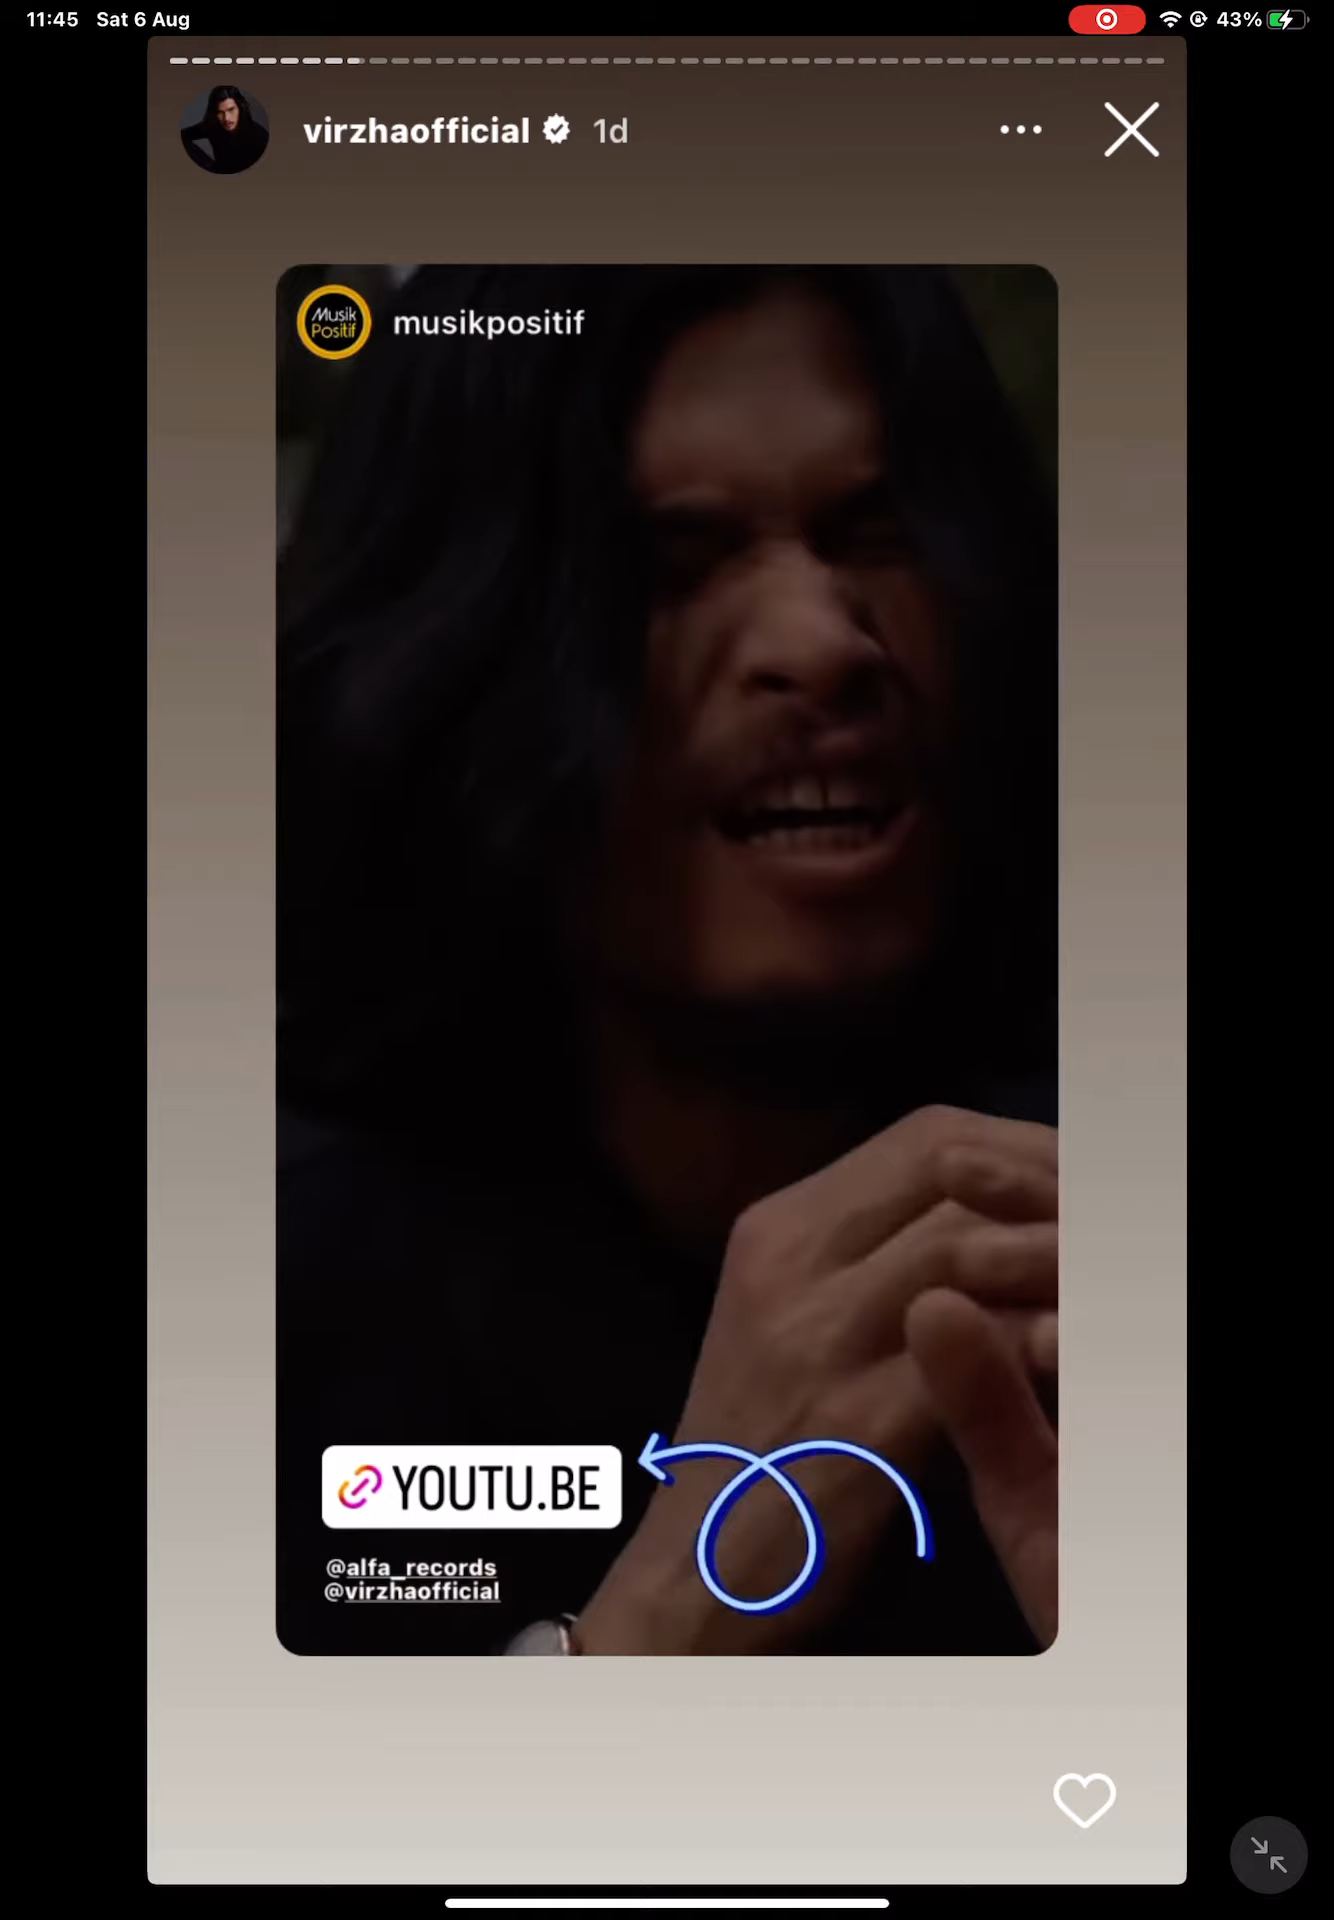 11:45 Sat 6 Aug
43%
virzhaofficial 1d
Musik
Positif
musikpositif
YOUTU.BE
@alfa_records
@virzhaofficial